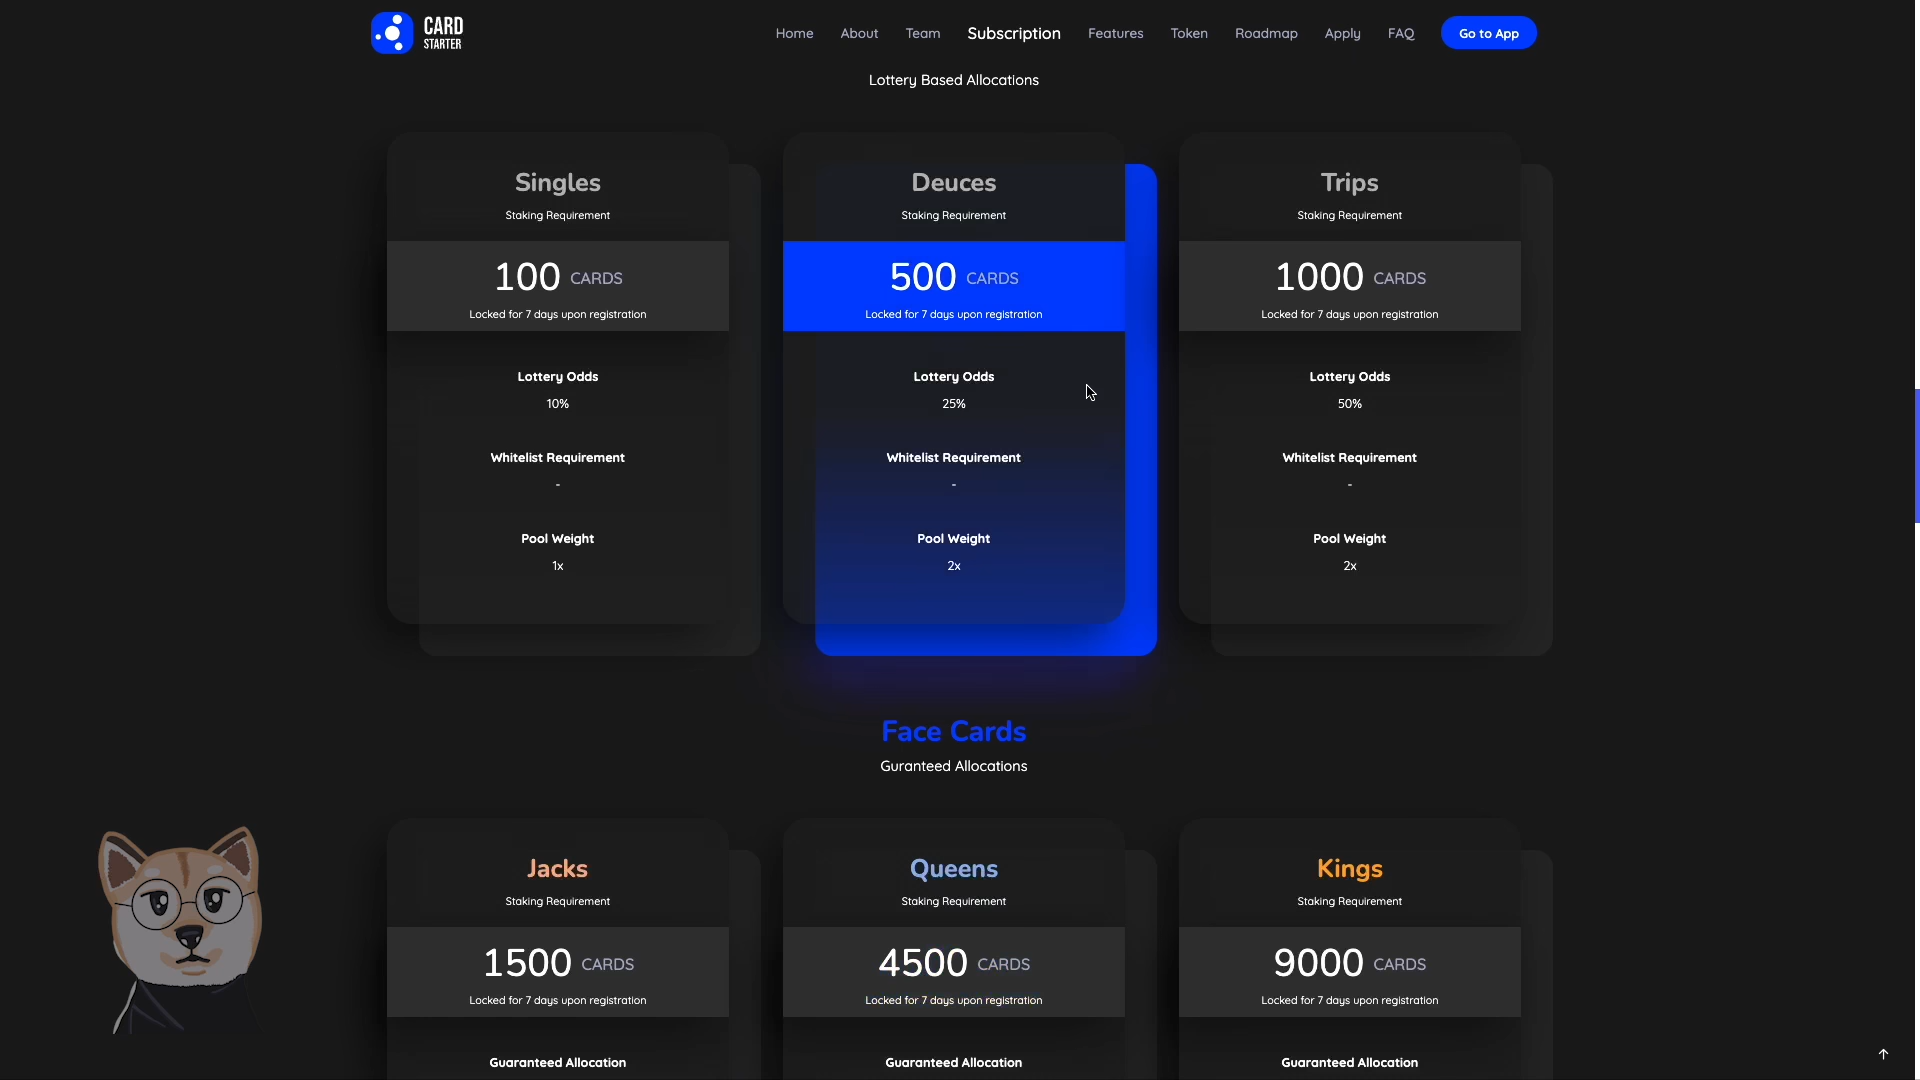 CARD
STARTER
Home About Team Subscription Features Token Roadmap Apply FAQ Go to App
Lottery Based Allocations
Singles
Staking Requirement
100 CARDS
Locked for 7 days upon registration
Lottery Odds
10%
Whitelist Requirement
-
Pool Weight
1x
Deuces
Staking Requirement
500 CARDS
Locked for 7 days upon registration
Lottery Odds
25%
Whitelist Requirement
-
Pool Weight
2x
Trips
Staking Requirement
1000 CARDS
Locked for 7 days upon registration
Lottery Odds
50%
Whitelist Requirement
-
Pool Weight
2x
Face Cards
Guranteed Allocations
Jacks
Staking Requirement
1500 CARDS
Locked for 7 days upon registration
Guaranteed Allocation
Queens
Staking Requirement
4500 CARDS
Locked for 7 days upon registration
Guaranteed Allocation
Kings
Staking Requirement
9000 CARDS
Locked for 7 days upon registration
Guaranteed Allocation